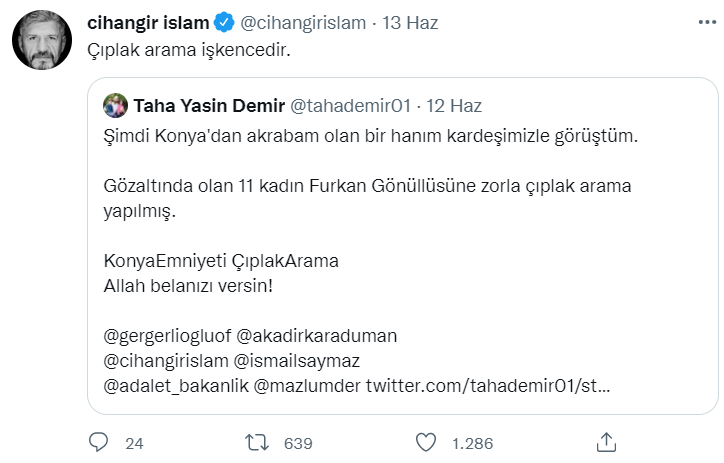 cihangir islam @cihangirislam · 13 Haz
Çıplak arama işkencedir.
Taha Yasin Demir @tahademir01 · 12 Haz
Şimdi Konya'dan akrabam olan bir hanım kardeşimizle görüştüm.
Gözaltında olan 11 kadın Furkan Gönüllüsüne zorla çıplak arama
yapılmış.
KonyaEmniyeti ÇıplakArama
Allah belanızı versin!
@gergerliogluof @akadirkaraduman
@cihangirislam @ismailsaymaz
@adalet_bakanlik @mazlumder twitter.com/tahademir01/st...
24 639 1.286